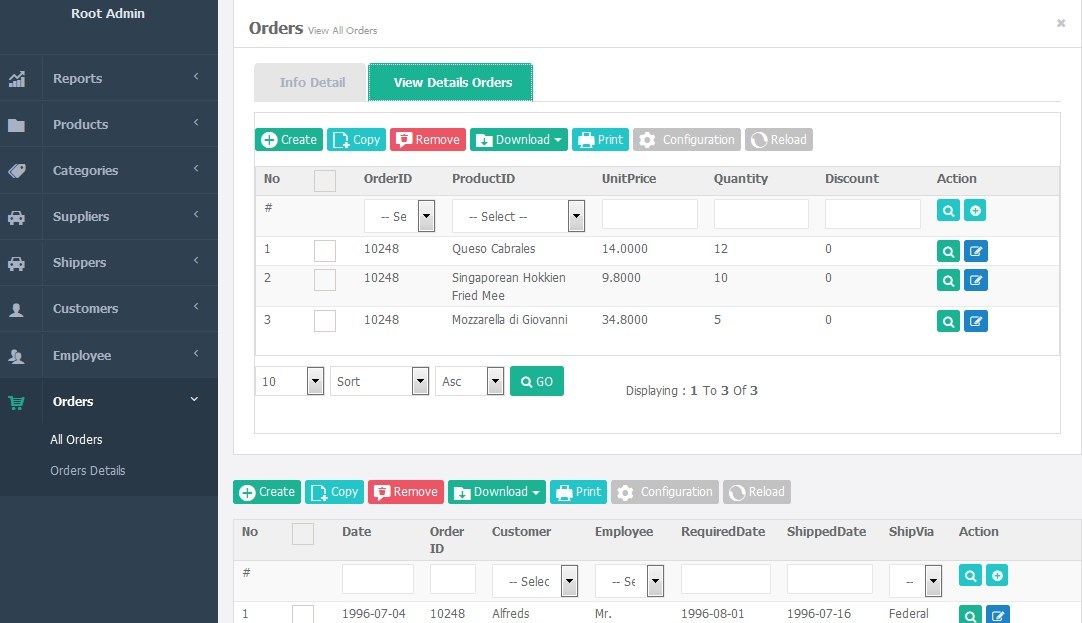 Root Admin
Reports
Products
Categories
Suppliers
Shippers
Customers
Employee
Orders
All Orders
Orders Details
Orders View All Orders
Info Detail View Details Orders
Create Copy Remove Download Print Configuration Reload
No OrderID ProductID UnitPrice Quantity Discount Action
# -- Se -- Select --
1 10248 Queso Cabrales 14.0000 12 0
2 10248 Singaporean Hokkien 9.8000 10 0
Fried Mee
3 10248 Mozzarella di Giovanni 34.8000 5 0
10 Sort Asc GO Displaying : 1 To 3 Of 3
Create Copy Remove Download Print Configuration Reload
No Date Order Customer Employee RequiredDate ShippedDate ShipVia Action
ID
# -- Selec -- Se --
1 1996-07-04 10248 Alfreds Mr. 1996-08-01 1996-07-16 Federal